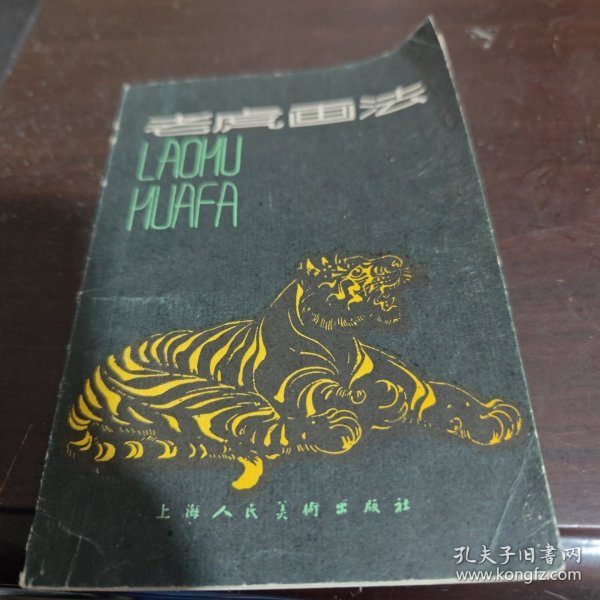 老虎画法
LAOHU
HUAFA
上海人民美術出版社
孔夫子旧书网
www.kongfz.com